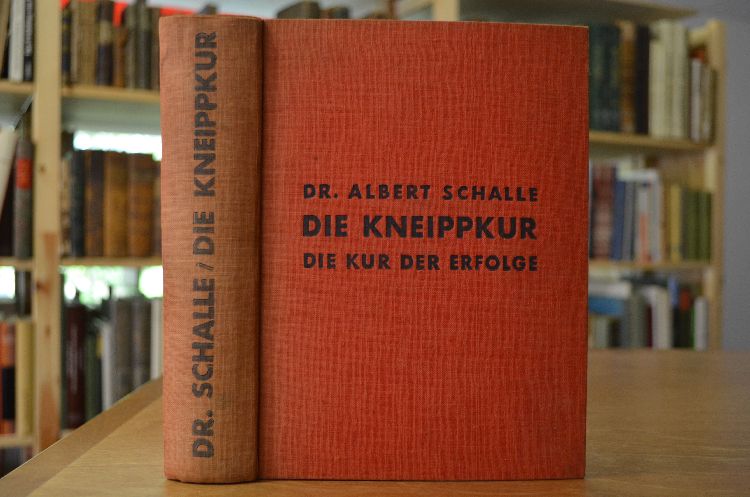 DR. SCHALLE / DIE KNEIPPKUR
DR. ALBERT SCHALLE
DIE KNEIPPKUR
DIE KUR DER ERFOLGE